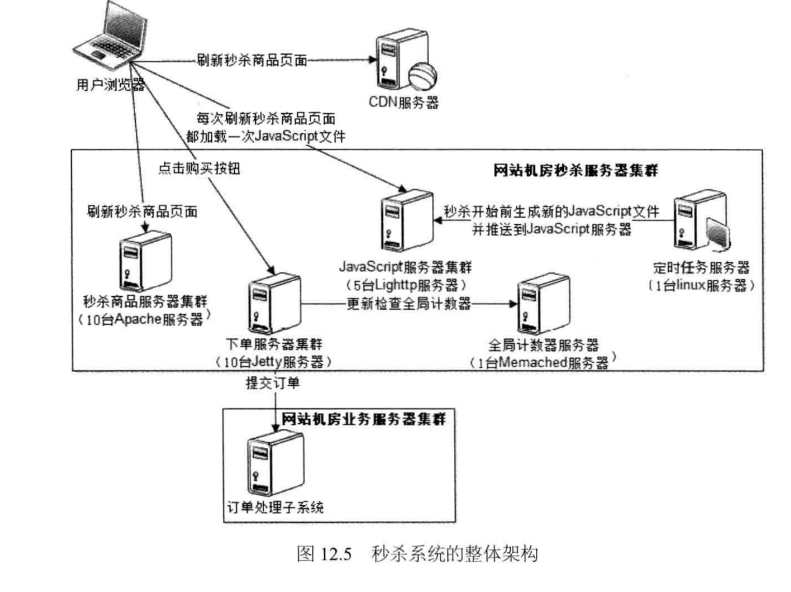 用户浏览器
刷新秒杀商品页面
CDN服务器
每次刷新秒杀商品页面
都加载一次JavaScript文件
点击购买按钮
网站机房秒杀服务器集群
刷新秒杀商品页面
秒杀开始前生成新的JavaScript文件
并推送到JavaScript服务器
秒杀商品服务器集群
(10台Apache服务器)
JavaScript服务器集群
(5台Lighttp服务器)
定时任务服务器
(1台linux服务器)
更新检查全局计数器
下单服务器集群
(10台Jetty服务器)
全局计数器服务器
(1台Memached服务器)
提交订单
网站机房业务服务器集群
订单处理子系统
图 12.5 秒杀系统的整体架构